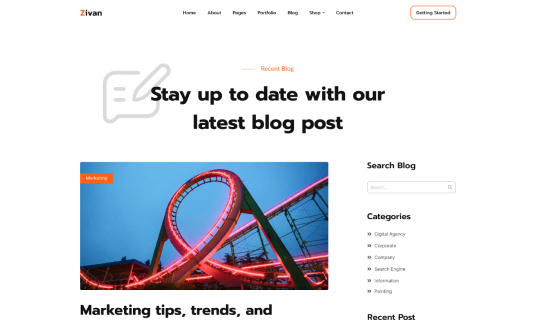 Zivan
Home About Pages Portfolio Blog Shop Contact
Getting Started
Recent Blog
Stay up to date with our
latest blog post
Marketing
Search Blog
Search...
Categories
Digital Agency
Corporate
Company
Search Engine
Information
Pointing
Marketing tips, trends, and
Recent Post